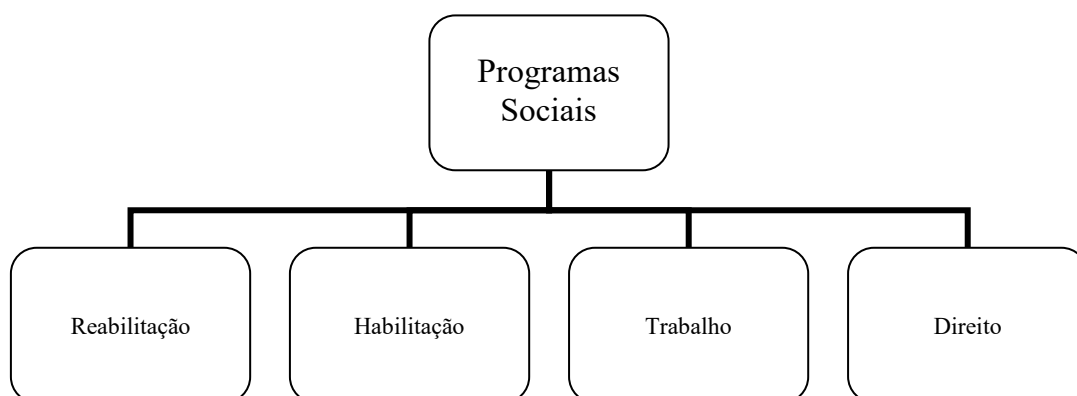 Programas
Sociais
Reabilitação
Habilitação
Trabalho
Direito